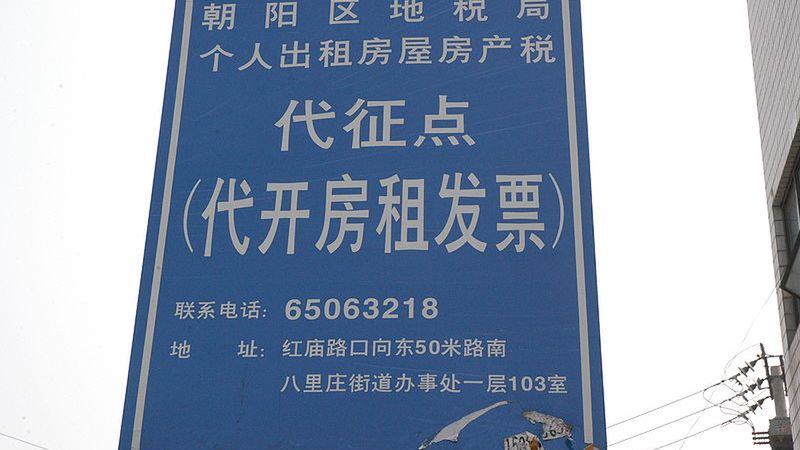 朝阳区地税局
个人出租房屋房产税
代征点
(代开房租发票)
联系电话：65063218
地 址：红庙路口向东50米路南
八里庄街道办事处一层103室